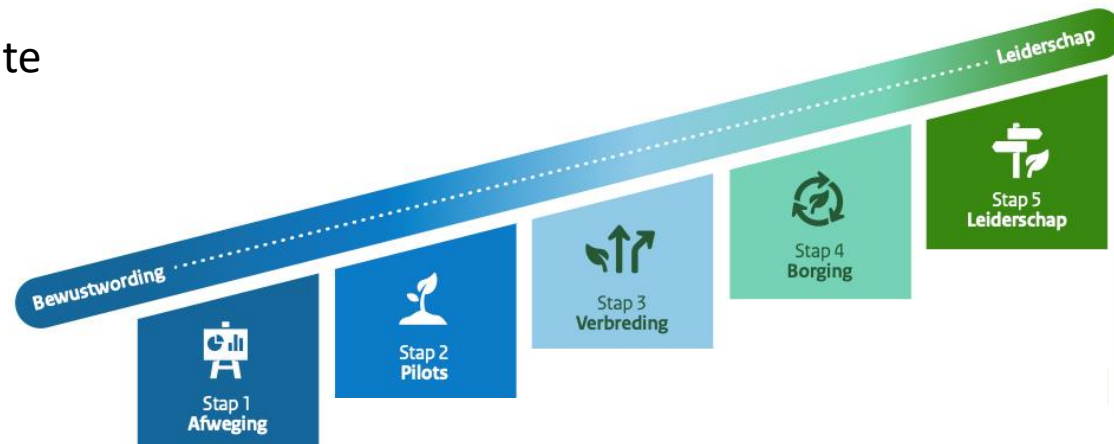 te
Bewustwording
Leiderschap
Stap 1
Afweging
Stap 2
Pilots
Stap 3
Verbreding
Stap 4
Borging
Stap 5
Leiderschap